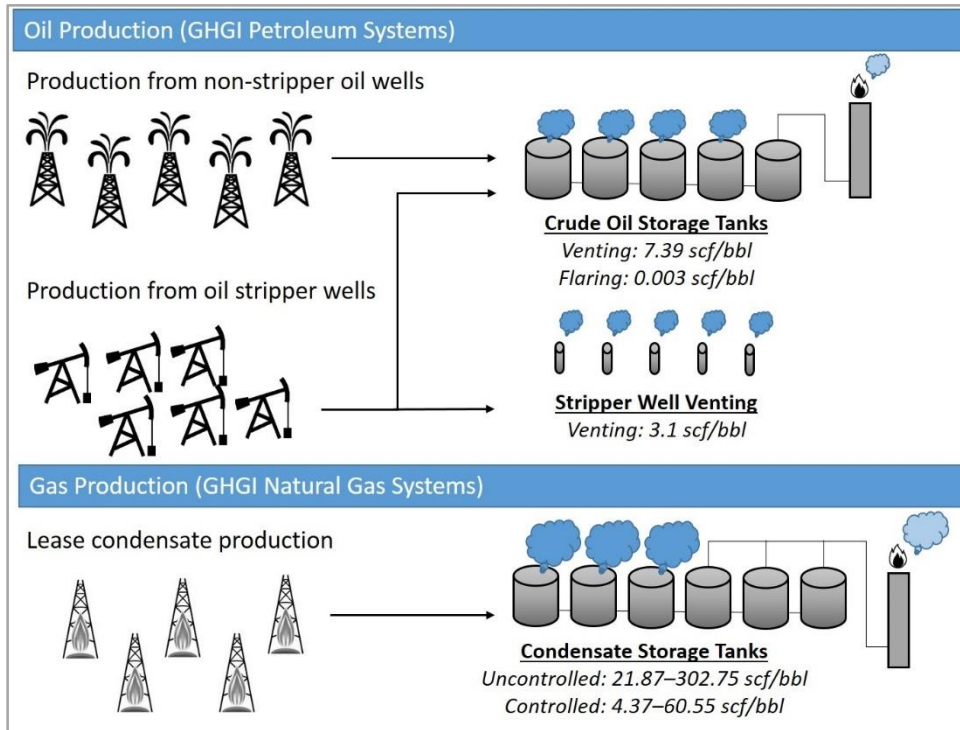 Oil Production (GHGI Petroleum Systems)
Production from non-stripper oil wells
Crude Oil Storage Tanks
Venting: 7.39 scf/bbl
Flaring: 0.003 scf/bbl
Production from oil stripper wells
Stripper Well Venting
Venting: 3.1 scf/bbl
Gas Production (GHGI Natural Gas Systems)
Lease condensate production
Condensate Storage Tanks
Uncontrolled: 21.87–302.75 scf/bbl
Controlled: 4.37–60.55 scf/bbl